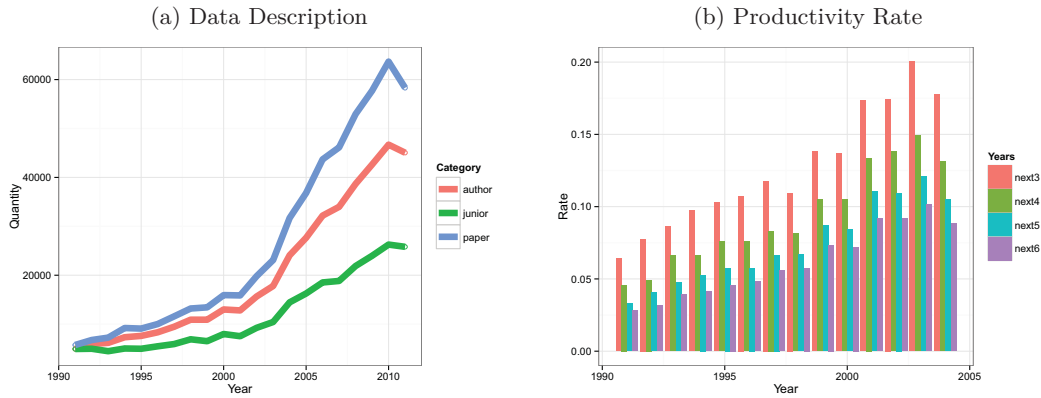 (a) Data Description
60000
40000
20000
Quantity
1990
1995
2000
2005
2010
Year
Category
author
junior
paper
(b) Productivity Rate
0.20
0.15
0.10
0.05
0.00
Rate
1990
1995
2000
2005
Year
Years
next3
next4
next5
next6